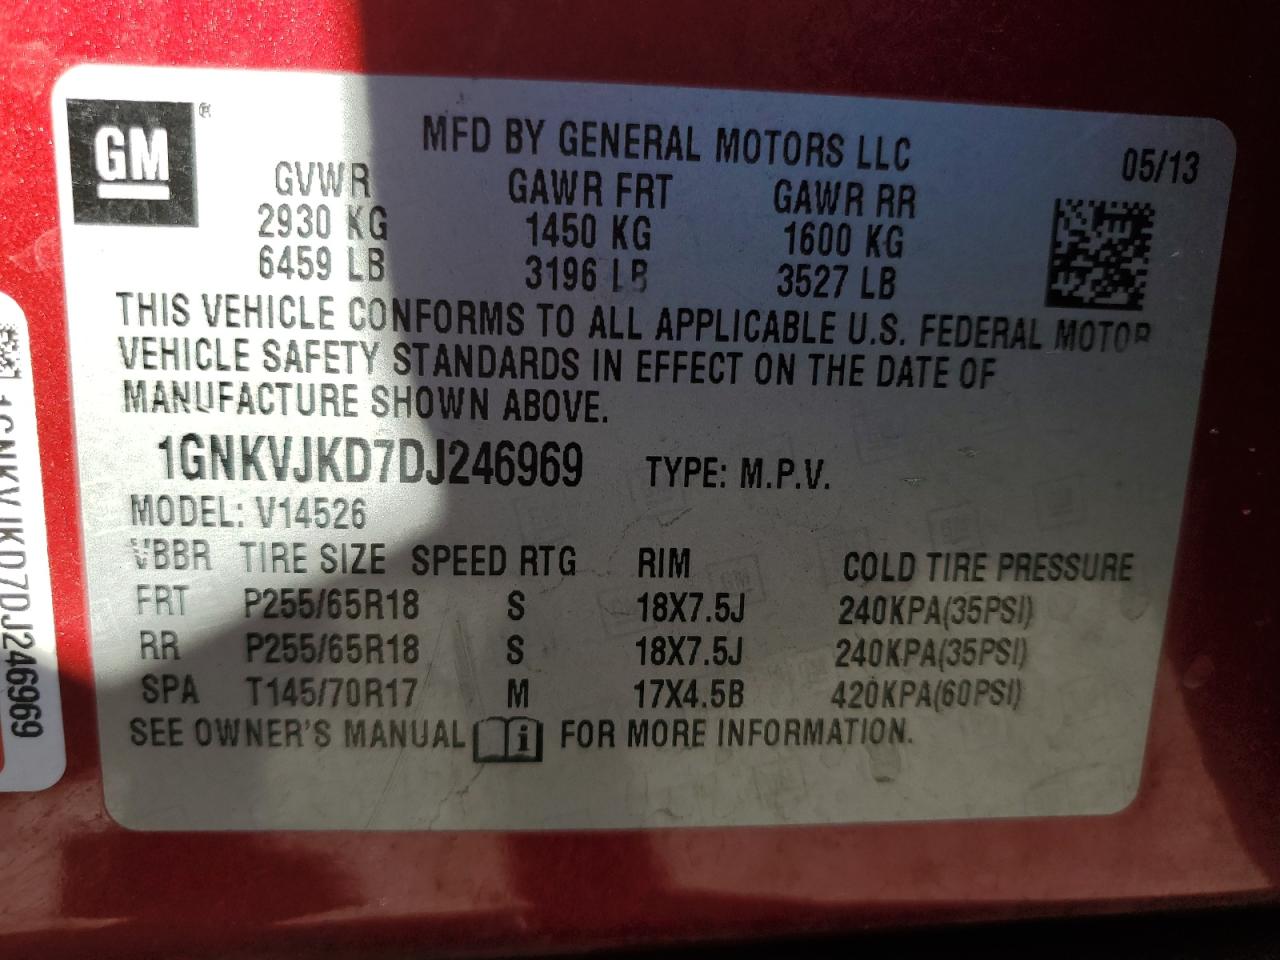 GM ®
MFD BY GENERAL MOTORS LLC 05/13
GVWR GAWR FRT GAWR RR
2930 KG 1450 KG 1600 KG
6459 LB 3196 LB 3527 LB
THIS VEHICLE CONFORMS TO ALL APPLICABLE U.S. FEDERAL MOTOR
VEHICLE SAFETY STANDARDS IN EFFECT ON THE DATE OF
MANUFACTURE SHOWN ABOVE.
1GNKVJKD7DJ246969 TYPE: M.P.V.
MODEL: V14526
VBBR TIRE SIZE SPEED RTG RIM COLD TIRE PRESSURE
FRT P255/65R18 S 18X7.5J 240KPA(35PSI)
RR P255/65R18 S 18X7.5J 240KPA(35PSI)
SPA T145/70R17 M 17X4.5B 420KPA(60PSI)
SEE OWNER'S MANUAL i FOR MORE INFORMATION.
1GNKVJKD7DJ246969